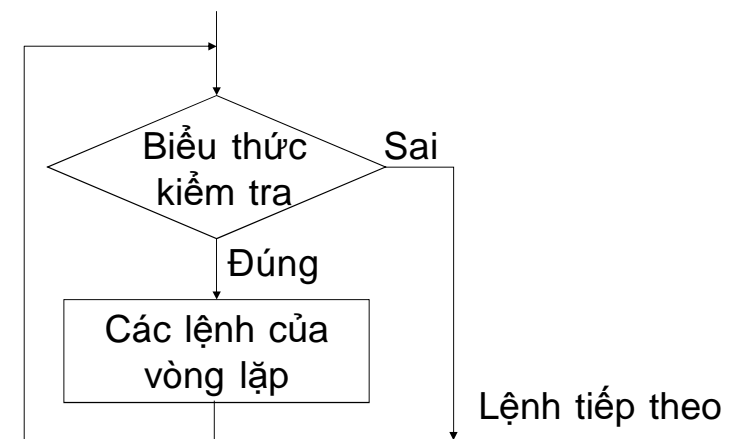 Biểu thức
kiểm tra
Sai
Đúng
Các lệnh của
vòng lặp
Lệnh tiếp theo